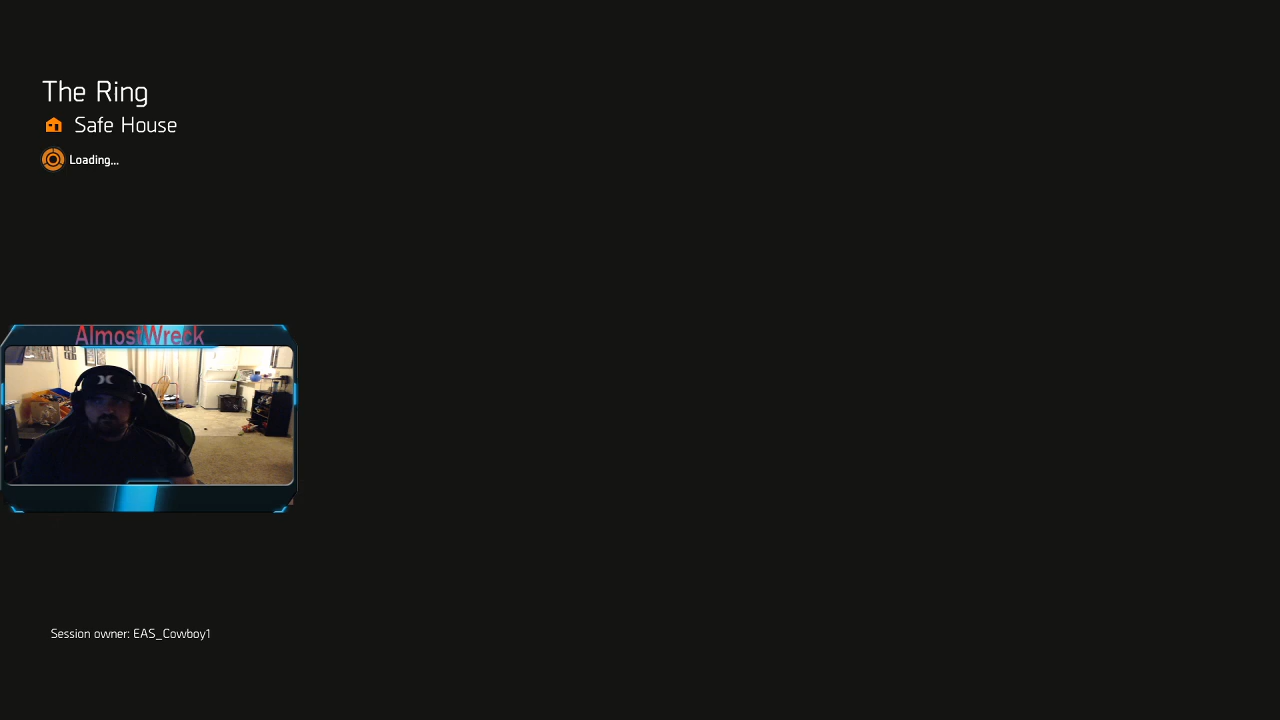 The Ring
Safe House
Loading...
AlmostWreck
Session owner: EAS_Cowboy1